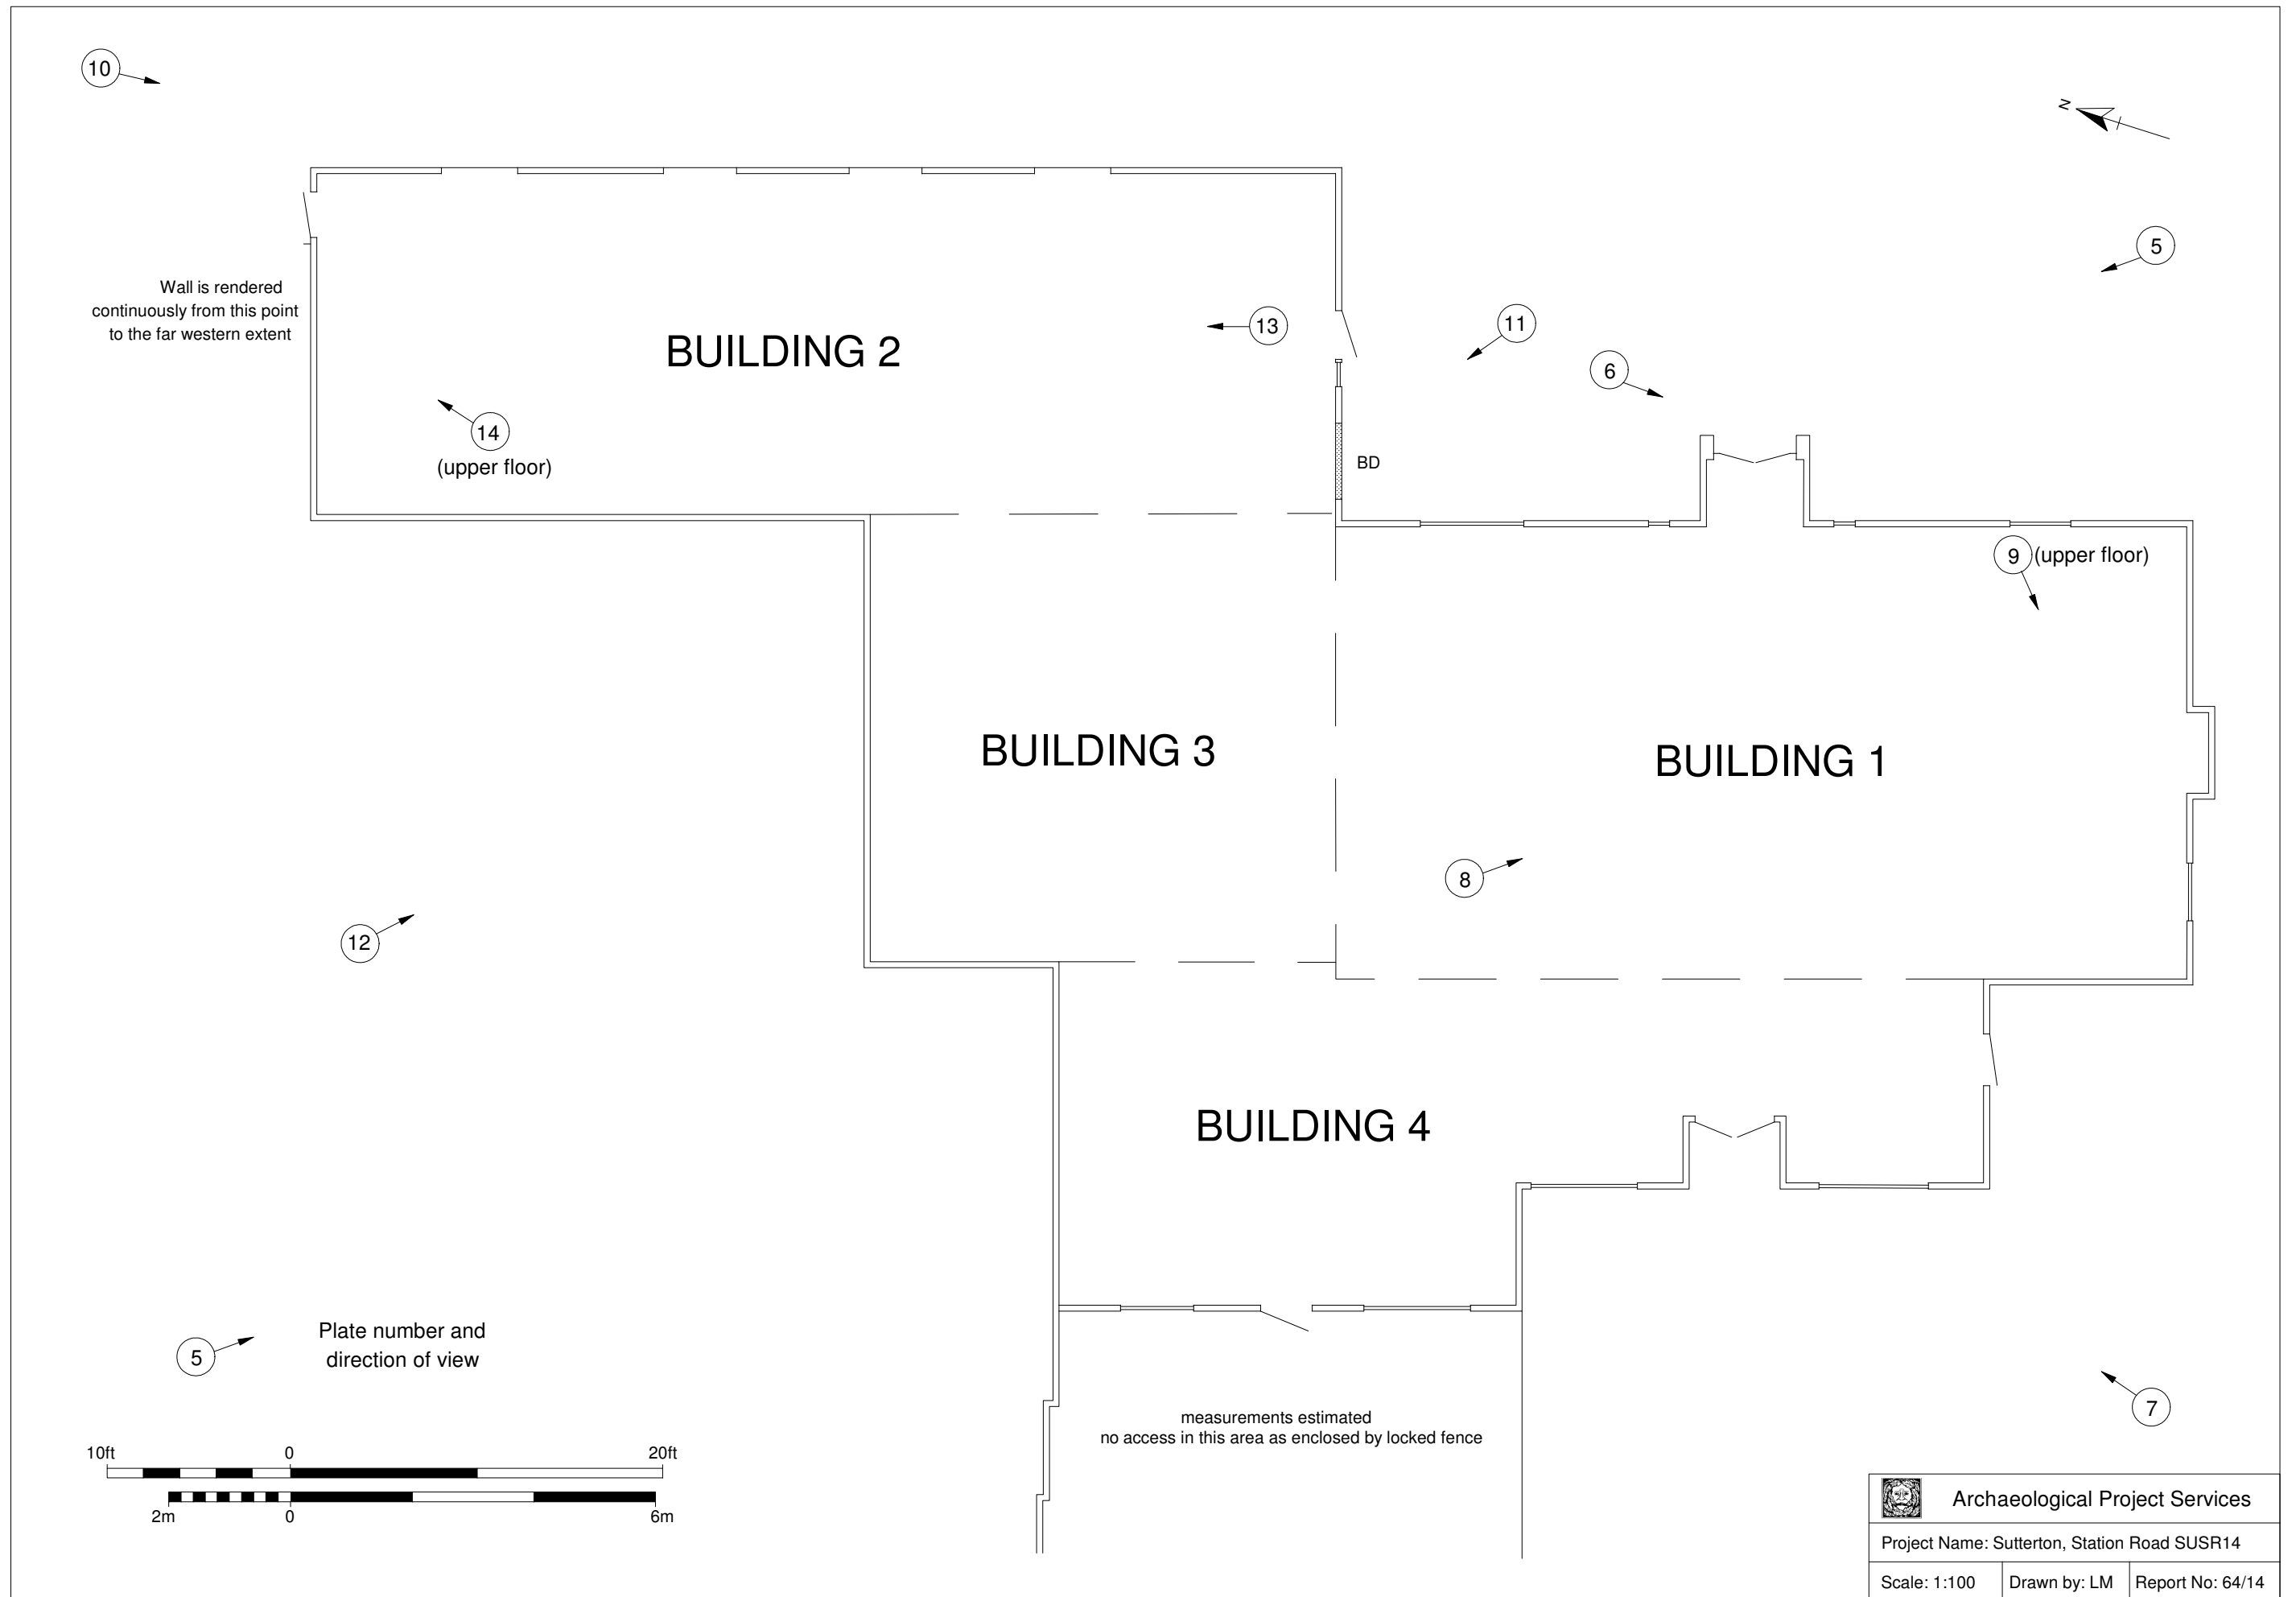 10
N
5
Wall is rendered
continuously from this point
to the far western extent
13
11
BUILDING 2
6
14
(upper floor)
BD
9 (upper floor)
BUILDING 3
BUILDING 1
8
12
BUILDING 4
5
Plate number and
direction of view
7
measurements estimated
no access in this area as enclosed by locked fence
10ft 0 20ft
2m 0 6m
Archaeological Project Services
Project Name: Sutterton, Station Road SUSR14
Scale: 1:100 Drawn by: LM Report No: 64/14